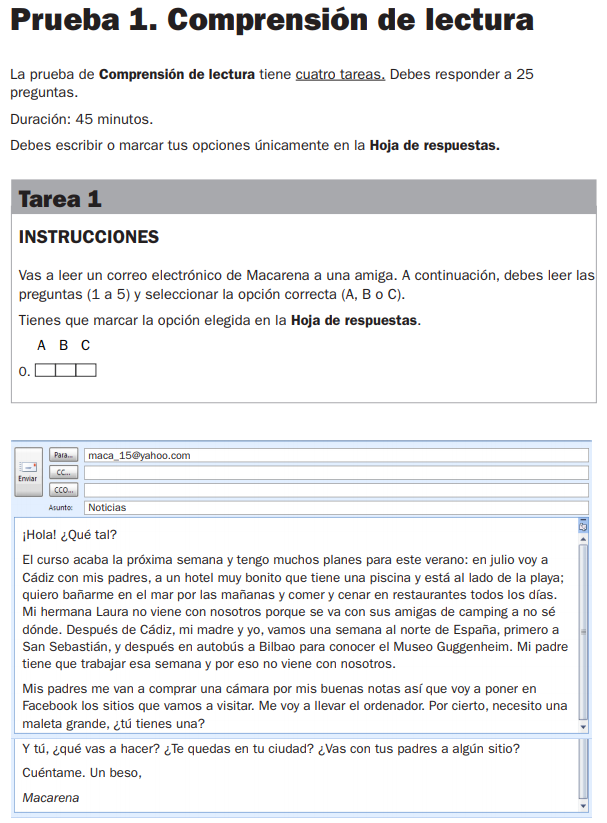 Prueba 1. Comprensión de lectura
La prueba de Comprensión de lectura tiene cuatro tareas. Debes responder a 25
preguntas.
Duración: 45 minutos.
Debes escribir o marcar tus opciones únicamente en la Hoja de respuestas.
Tarea 1
INSTRUCCIONES
Vas a leer un correo electrónico de Macarena a una amiga. A continuación, debes leer las
preguntas (1 a 5) y seleccionar la opción correcta (A, B o C).
Tienes que marcar la opción elegida en la Hoja de respuestas.
A B C
0.
Enviar
Para... maca_15@yahoo.com
CC...
CCO...
Asunto: Noticias
¡Hola! ¿Qué tal?
El curso acaba la próxima semana y tengo muchos planes para este verano: en julio voy a
Cádiz con mis padres, a un hotel muy bonito que tiene una piscina y está al lado de la playa;
quiero bañarme en el mar por las mañanas y comer y cenar en restaurantes todos los días.
Mi hermana Laura no viene con nosotros porque se va con sus amigas de camping a no sé
dónde. Después de Cádiz, mi madre y yo, vamos una semana al norte de España, primero a
San Sebastián, y después en autobús a Bilbao para conocer el Museo Guggenheim. Mi padre
tiene que trabajar esa semana y por eso no viene con nosotros.
Mis padres me van a comprar una cámara por mis buenas notas así que voy a poner en
Facebook los sitios que vamos a visitar. Me voy a llevar el ordenador. Por cierto, necesito una
maleta grande, ¿tú tienes una?
Y tú, ¿qué vas a hacer? ¿Te quedas en tu ciudad? ¿Vas con tus padres a algún sitio?
Cuéntame. Un beso,
Macarena